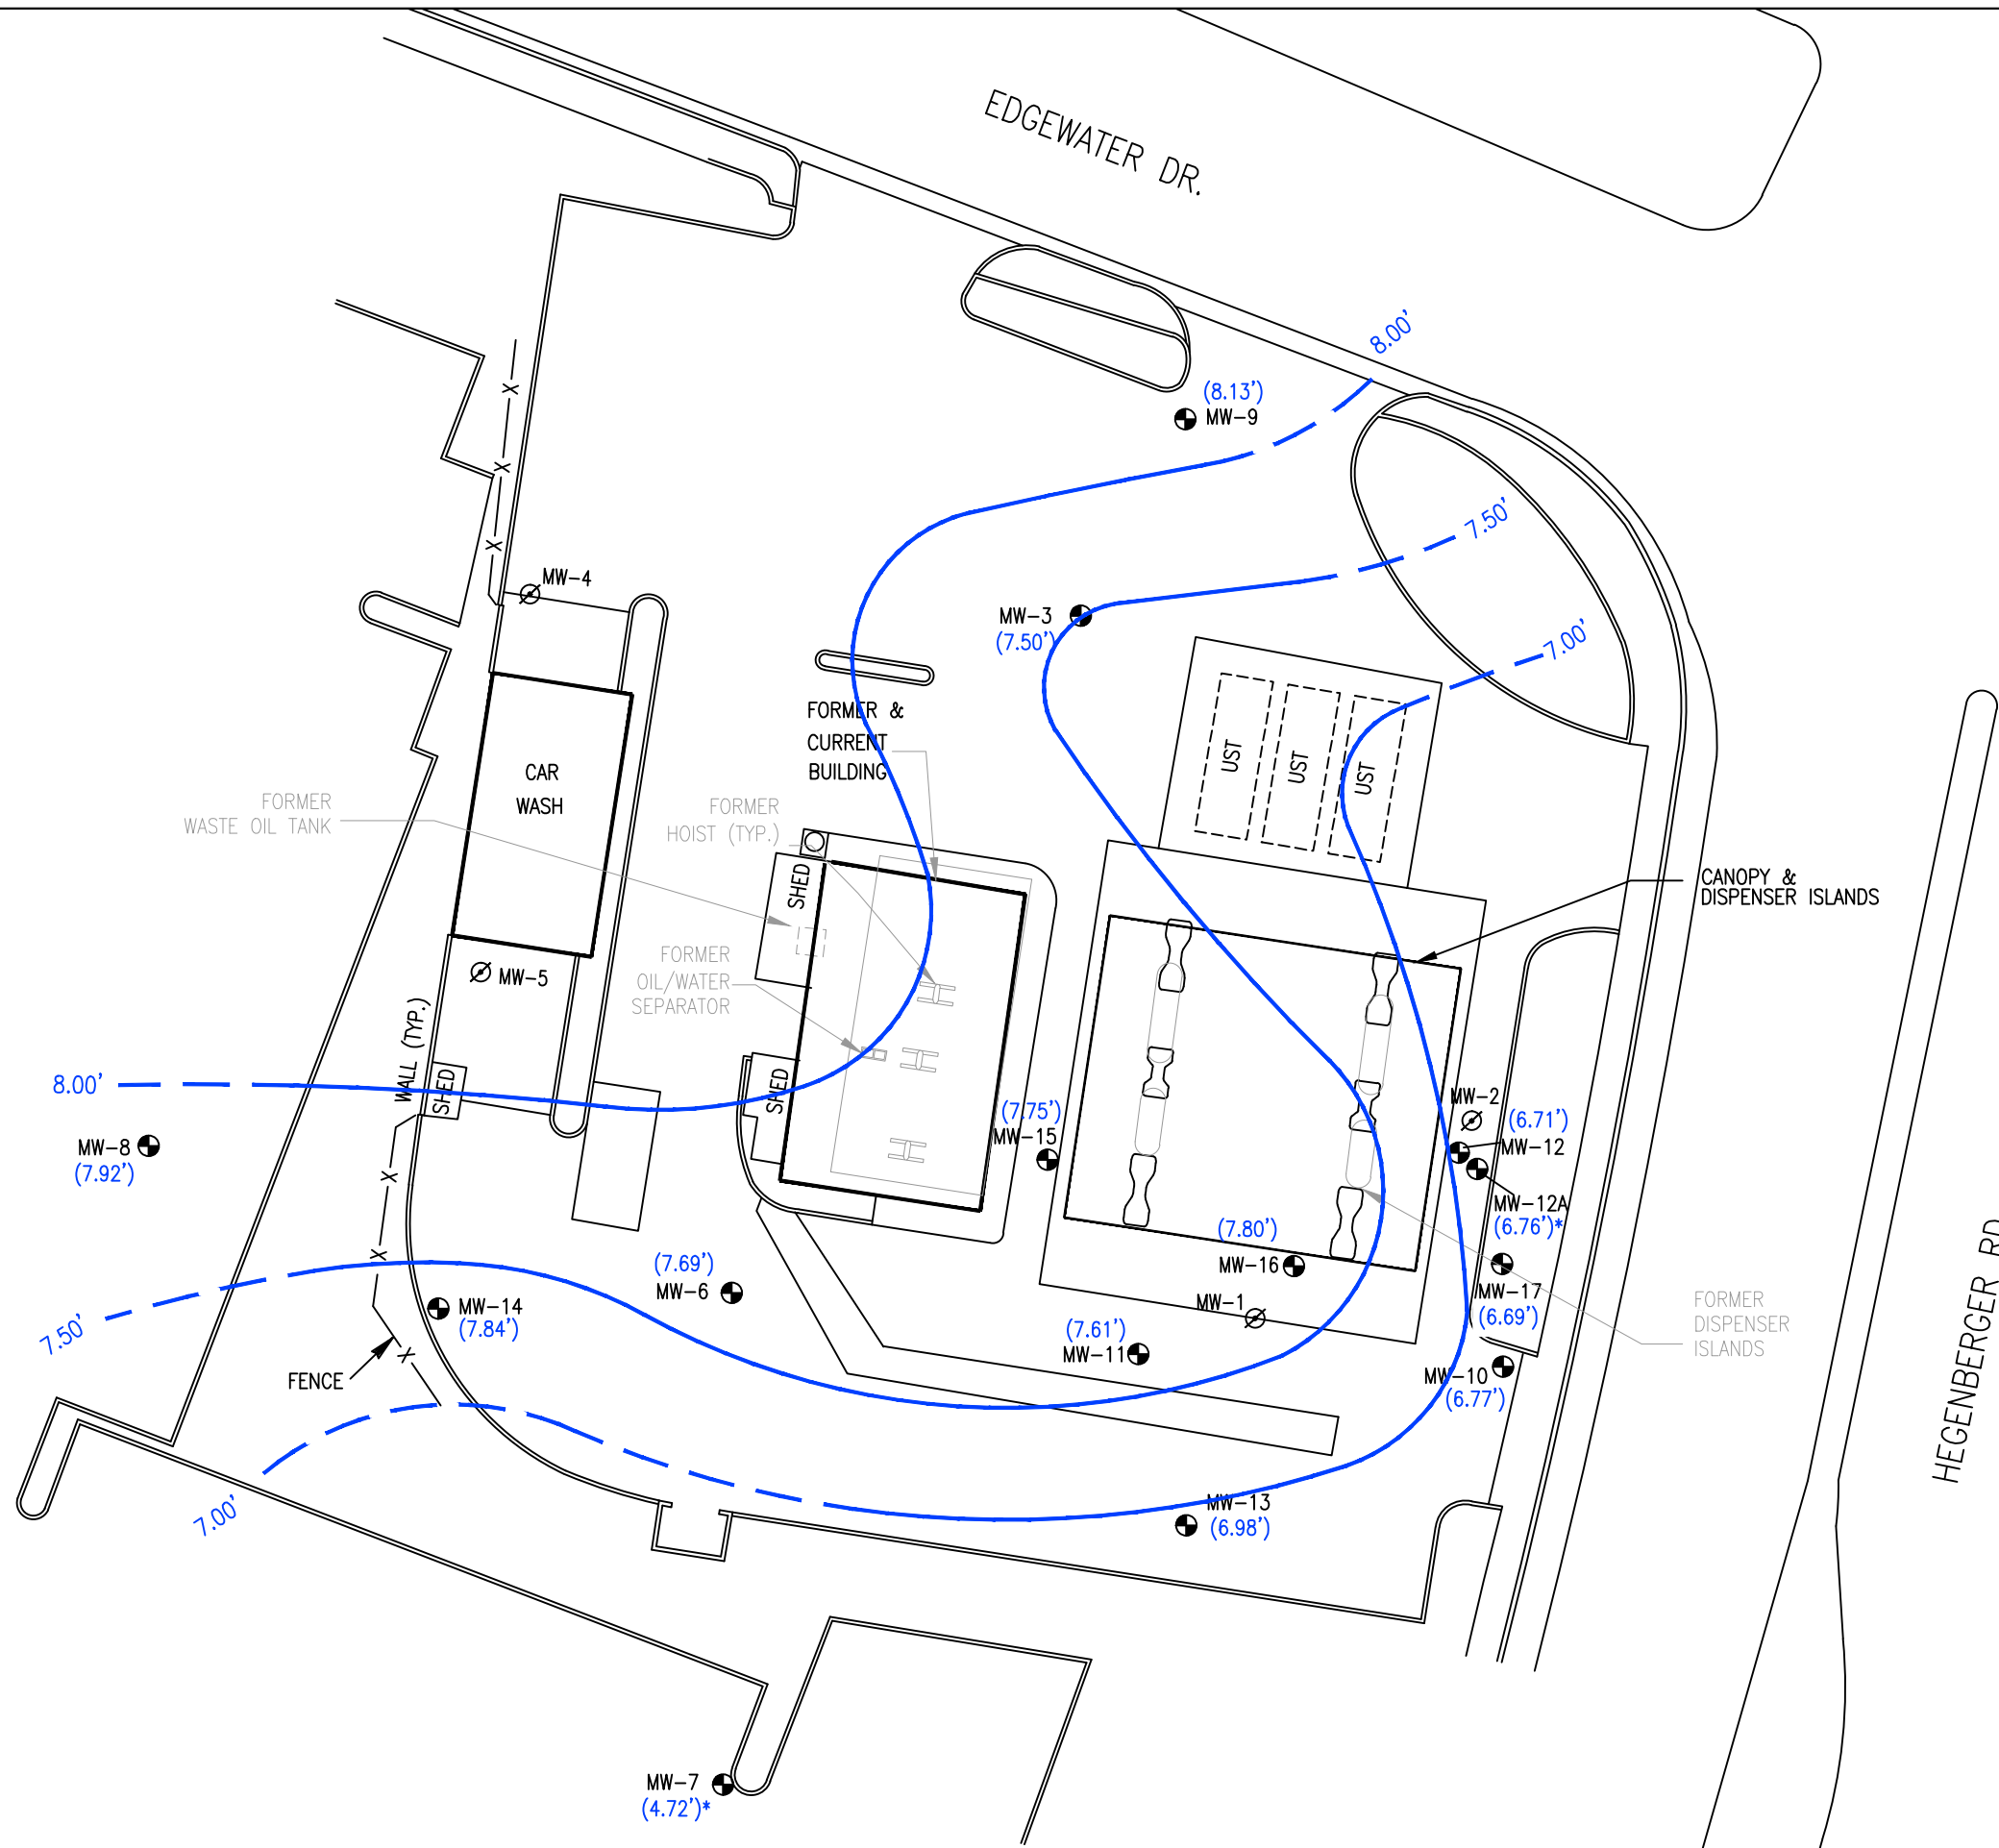 EDGEWATER DR.
8.00'
(8.13')
MW-9
7.50'
MW-4
MW-3
(7.50')
7.00'
FORMER &
CURRENT
BUILDING
UST
UST
UST
CAR
WASH
FORMER
WASTE OIL TANK
FORMER
HOIST (TYP.)
SHED
CANOPY &
DISPENSER ISLANDS
FORMER
OIL/WATER
SEPARATOR
MW-5
WALL (TYP.)
8.00'
SHED
SHED
(7.75')
MW-15
MW-2
(6.71')
MW-12
MW-8
(7.92')
MW-12A
(6.76')*
(7.80')
MW-16
(7.69')
MW-6
MW-1
MW-17
(6.69')
MW-14
(7.84')
7.50'
(7.61')
MW-11
FORMER
DISPENSER
ISLANDS
FENCE
MW-10
(6.77')
HEGENBERGER RD
7.00'
MW-13
(6.98')
MW-7
(4.72')*
X
X
X
X
X
X